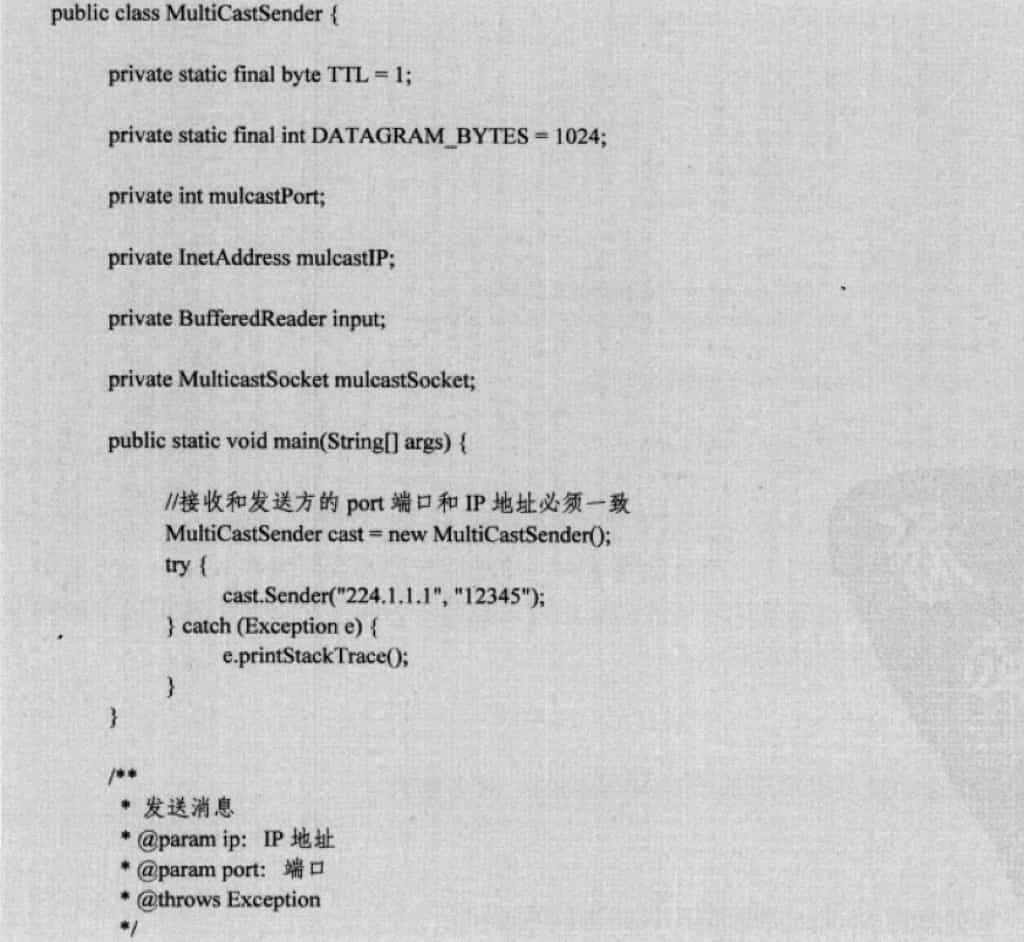 public class MultiCastSender {
private static final byte TTL = 1;
private static final int DATAGRAM_BYTES = 1024;
private int mulcastPort;
private InetAddress mulcastIP;
private BufferedReader input;
private MulticastSocket mulcastSocket;
public static void main(String[] args) {
//接收和发送方的 port 端口和 IP 地址必须一致
MultiCastSender cast = new MultiCastSender();
try {
cast.Sender("224.1.1.1", "12345");
} catch (Exception e) {
e.printStackTrace();
}
}
/**
* 发送消息
* @param ip: IP 地址
* @param port: 端口
* @throws Exception
*/